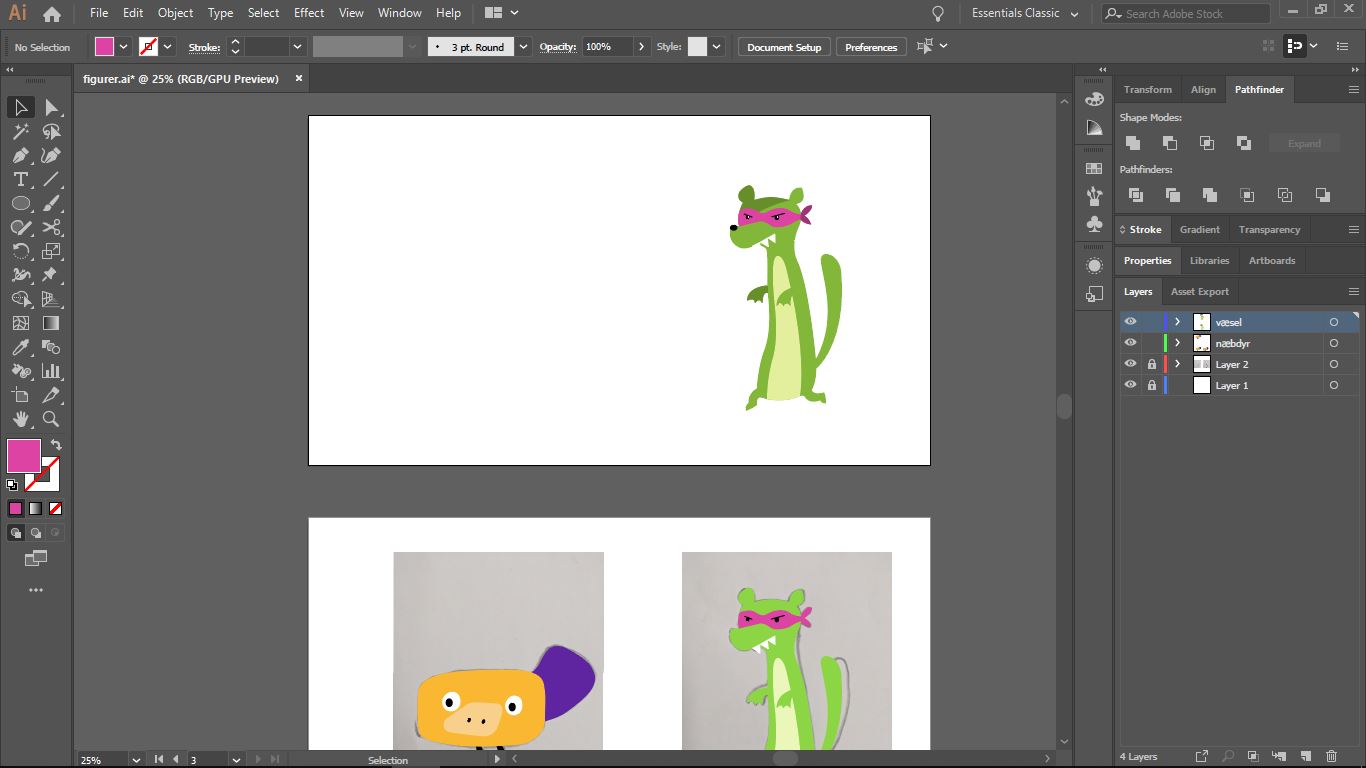 Ai File Edit Object Type Select Effect View Window Help Essentials Classic Search Adobe Stock
No Selection Stroke: 3 pt. Round Opacity: 100% Style: Document Setup Preferences
figurer.ai* @ 25% (RGB/GPU Preview)
Transform Align Pathfinder
Shape Modes:
Expand
Pathfinders:
Stroke Gradient Transparency
Properties Libraries Artboards
Layers Asset Export
væsel
næbdyr
Layer 2
Layer 1
25% 3 Selection 4 Layers